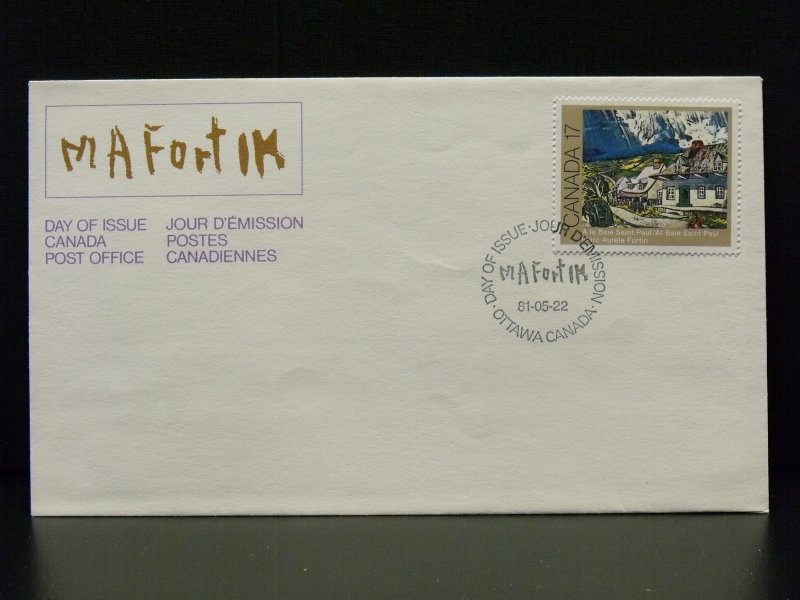 MAFortIN
DAY OF ISSUE JOUR D'ÉMISSION
CANADA POSTES
POST OFFICE CANADIENNES
CANADA 17
À la Baie Saint-Paul/At Baie Saint-Paul
Marc-Aurèle Fortin
DAY OF ISSUE · JOUR D'ÉMISSION · OTTAWA CANADA ·
MAFortIN
81-05-22